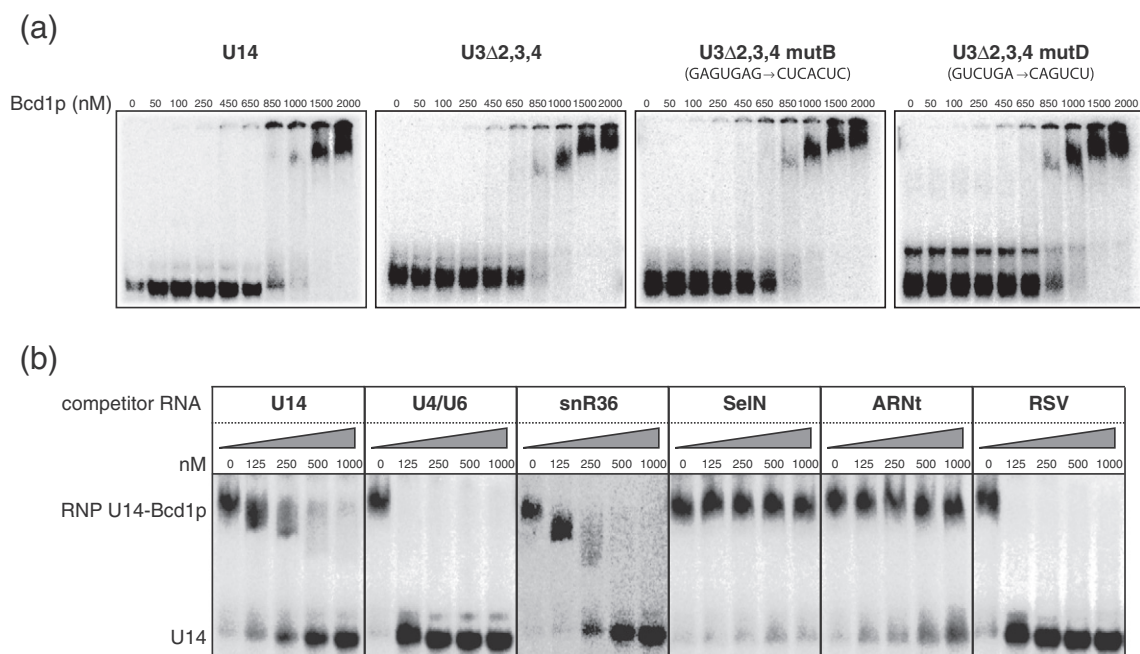 (a)
U14 U3Δ2,3,4 U3Δ2,3,4 mutB U3Δ2,3,4 mutD
(GAGUGAG→CUCACUC) (GUCUGA→CAGUCU)
Bcd1p (nM) 0 50 100 250 450 650 850 1000 1500 2000 0 50 100 250 450 650 850 1000 1500 2000 0 50 100 250 450 650 850 1000 1500 2000 0 50 100 250 450 650 850 1000 1500 2000
(b)
competitor RNA U14 U4/U6 snR36 SelN ARNt RSV
nM 0 125 250 500 1000 0 125 250 500 1000 0 125 250 500 1000 0 125 250 500 1000 0 125 250 500 1000 0 125 250 500 1000
RNP U14-Bcd1p
U14